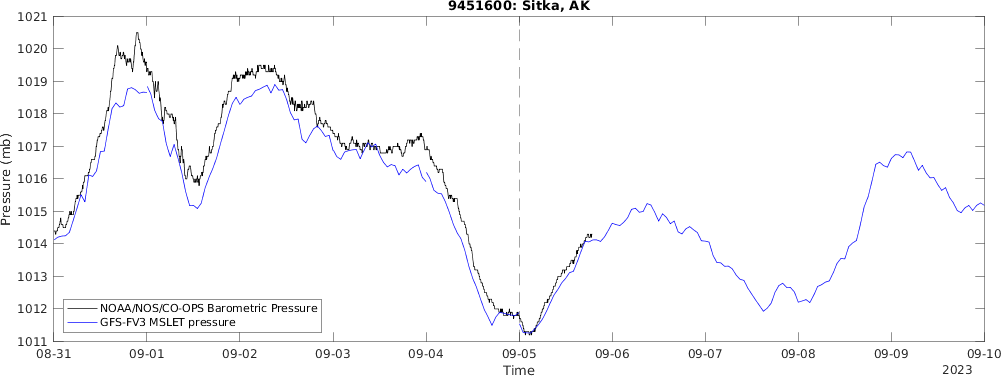 9451600: Sitka, AK
1021
1020
1019
1018
1017
1016
1015
1014
1013
1012
1011
Pressure (mb)
NOAA/NOS/CO-OPS Barometric Pressure
GFS-FV3 MSLET pressure
08-31 09-01 09-02 09-03 09-04 09-05 09-06 09-07 09-08 09-09 09-10
Time
2023